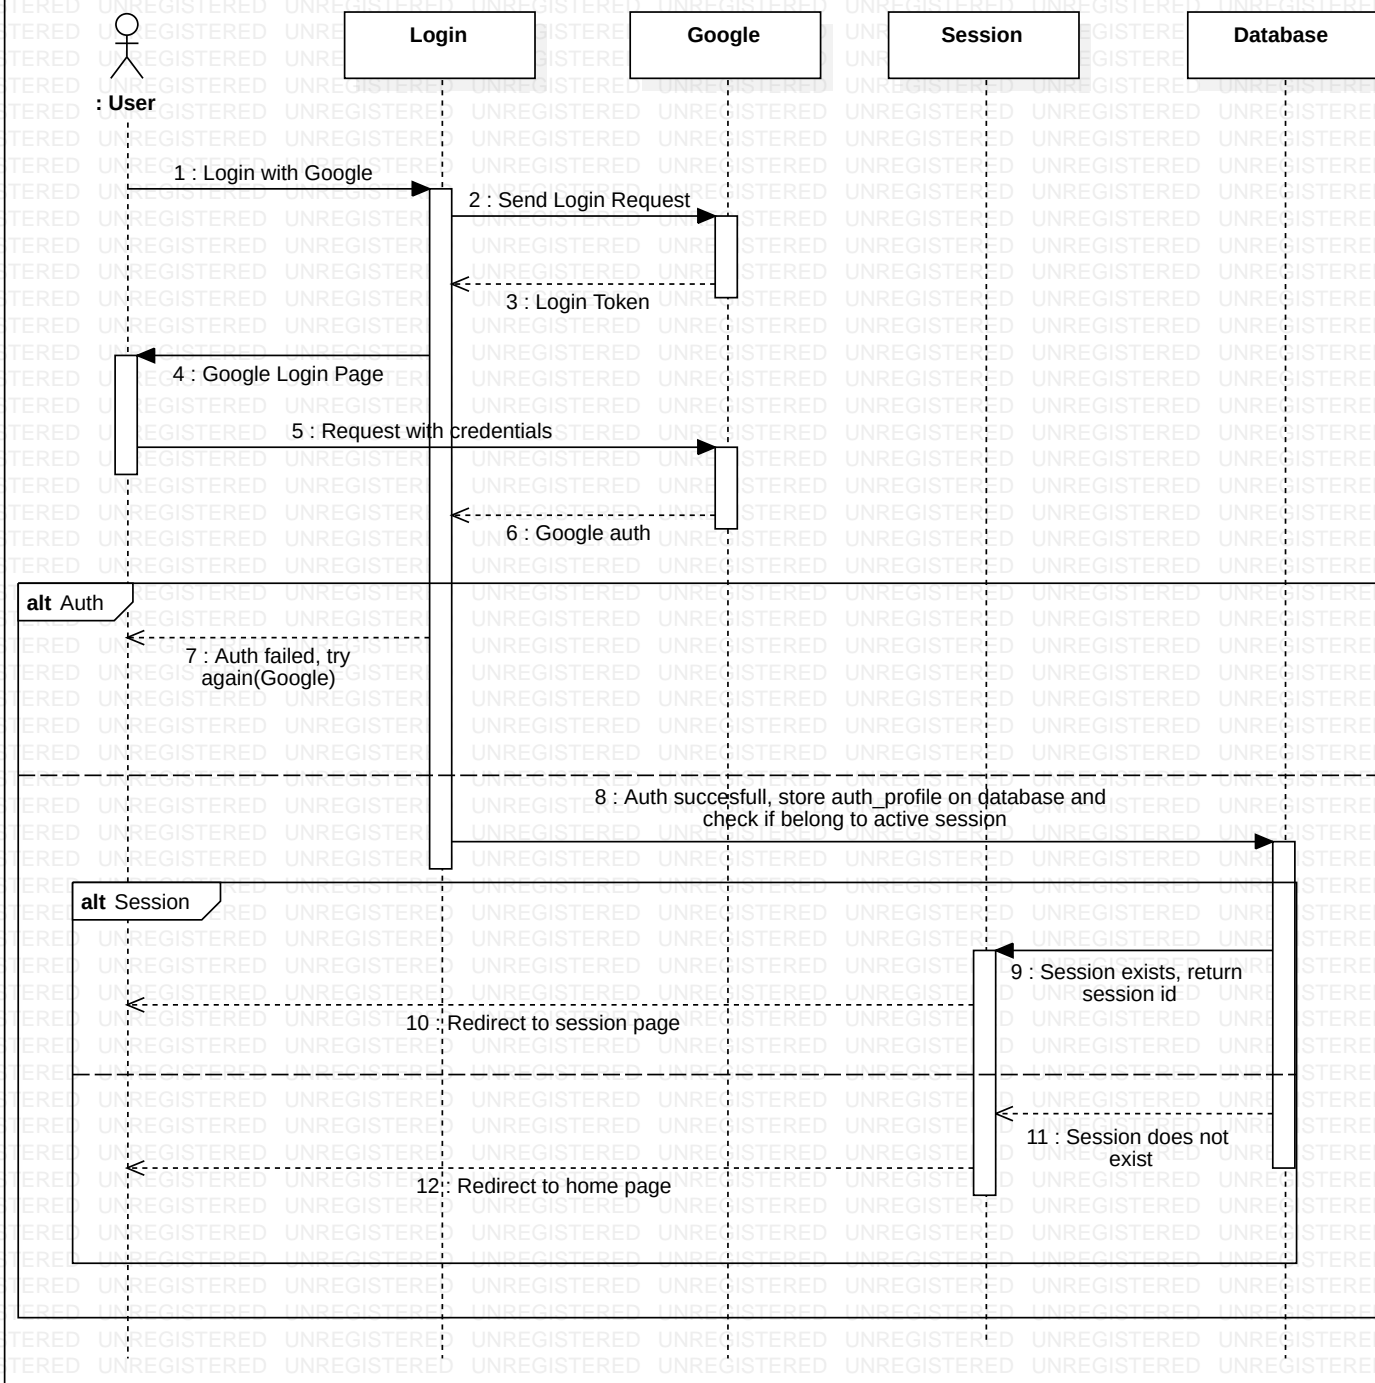 : User
Login
Google
Session
Database
1 : Login with Google
2 : Send Login Request
3 : Login Token
4 : Google Login Page
5 : Request with credentials
6 : Google auth
alt Auth
7 : Auth failed, try
again(Google)
8 : Auth succesfull, store auth_profile on database and
check if belong to active session
alt Session
9 : Session exists, return
session id
10 : Redirect to session page
11 : Session does not
exist
12 : Redirect to home page
UNREGISTERED